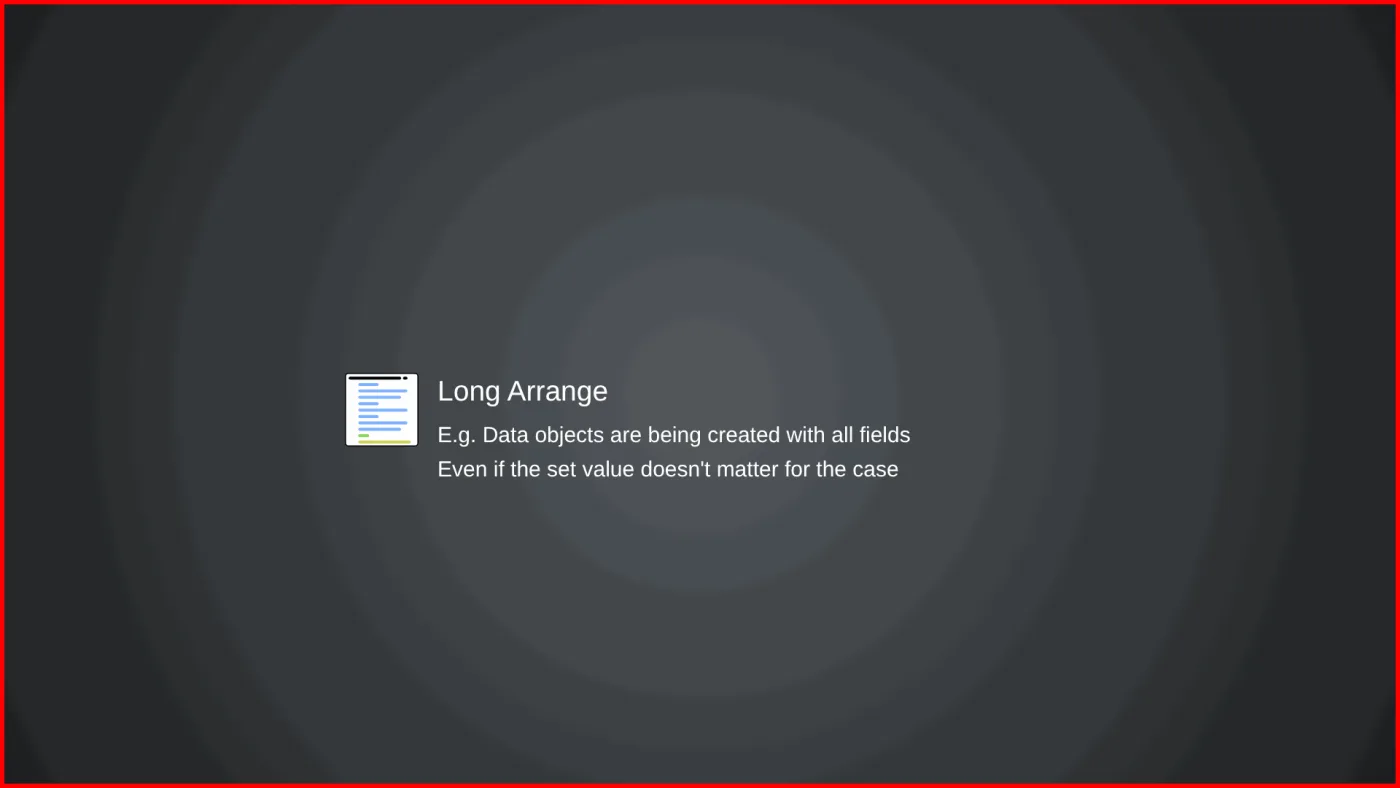 Long Arrange
E.g. Data objects are being created with all fields
Even if the set value doesn't matter for the case